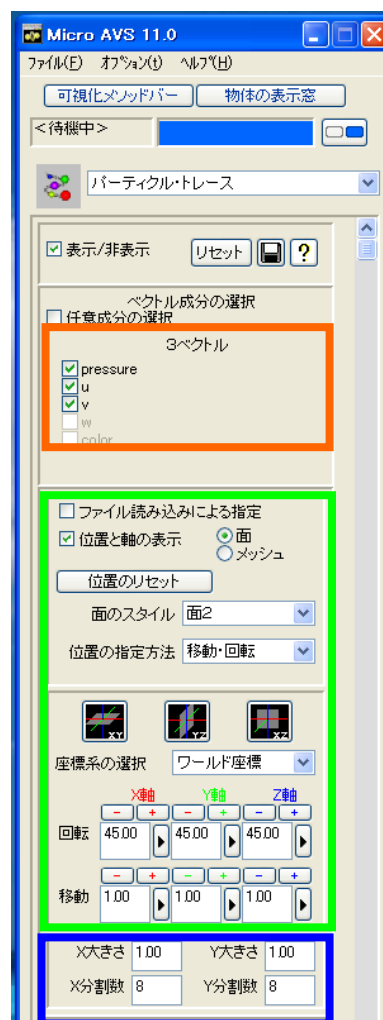 Micro AVS 11.0
ファイル(F) オプション(t) ヘルプ(H)
可視化メソッドバー 物体の表示窓
<待機中>
パーティクル・トレース
表示/非表示 リセット ?
ベクトル成分の選択
任意成分の選択
3ベクトル
pressure
u
v
w
color
ファイル読み込みによる指定
位置と軸の表示 面
メッシュ
位置のリセット
面のスタイル 面2
位置の指定方法 移動・回転
XY YZ XZ
座標系の選択 ワールド座標
X軸 Y軸 Z軸
- + - + - +
回転 45.00 45.00 45.00
- + - + - +
移動 1.00 1.00 1.00
X大きさ 1.00 Y大きさ 1.00
X分割数 8 Y分割数 8